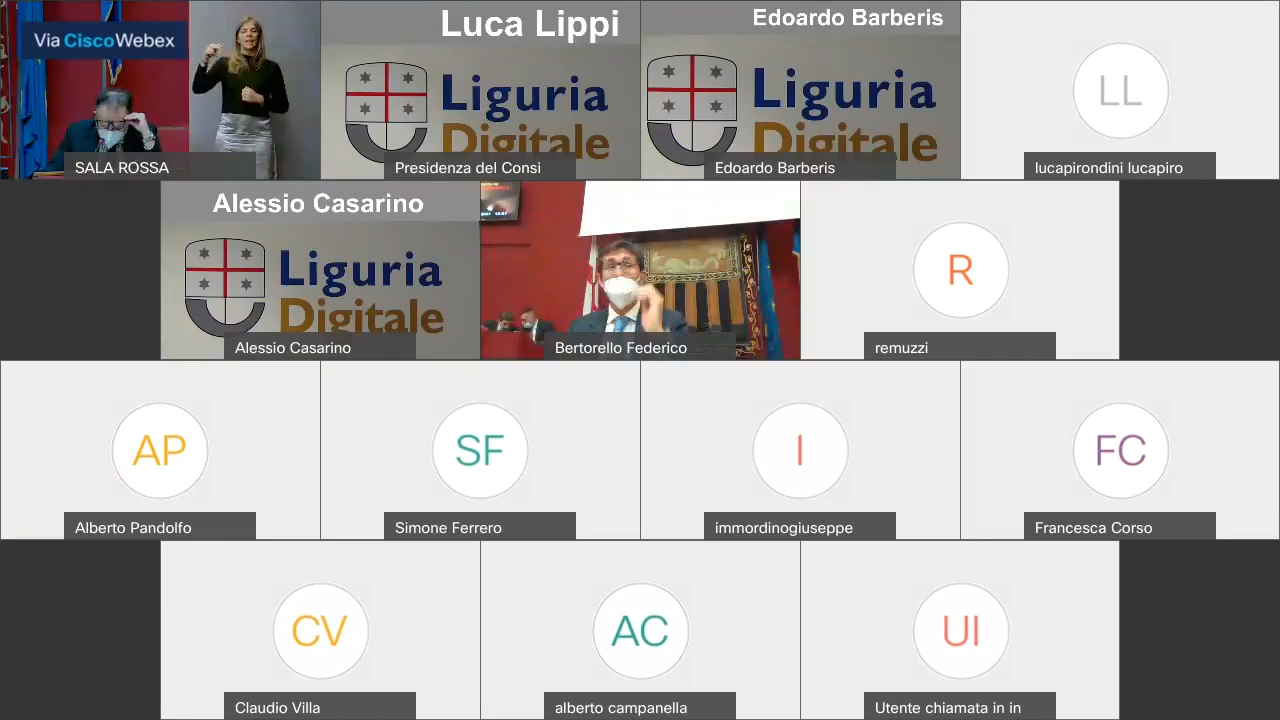 Via CiscoWebex
SALA ROSSA
Luca Lippi
Liguria
Digitale
Presidenza del Consi
Edoardo Barberis
Liguria
Digitale
Edoardo Barberis
LL
lucapirondini lucapiro
Alessio Casarino
Liguria
Digitale
Alessio Casarino
Bertorello Federico
R
remuzzi
AP
Alberto Pandolfo
SF
Simone Ferrero
I
immordinogiuseppe
FC
Francesca Corso
CV
Claudio Villa
AC
alberto campanella
UI
Utente chiamata in in